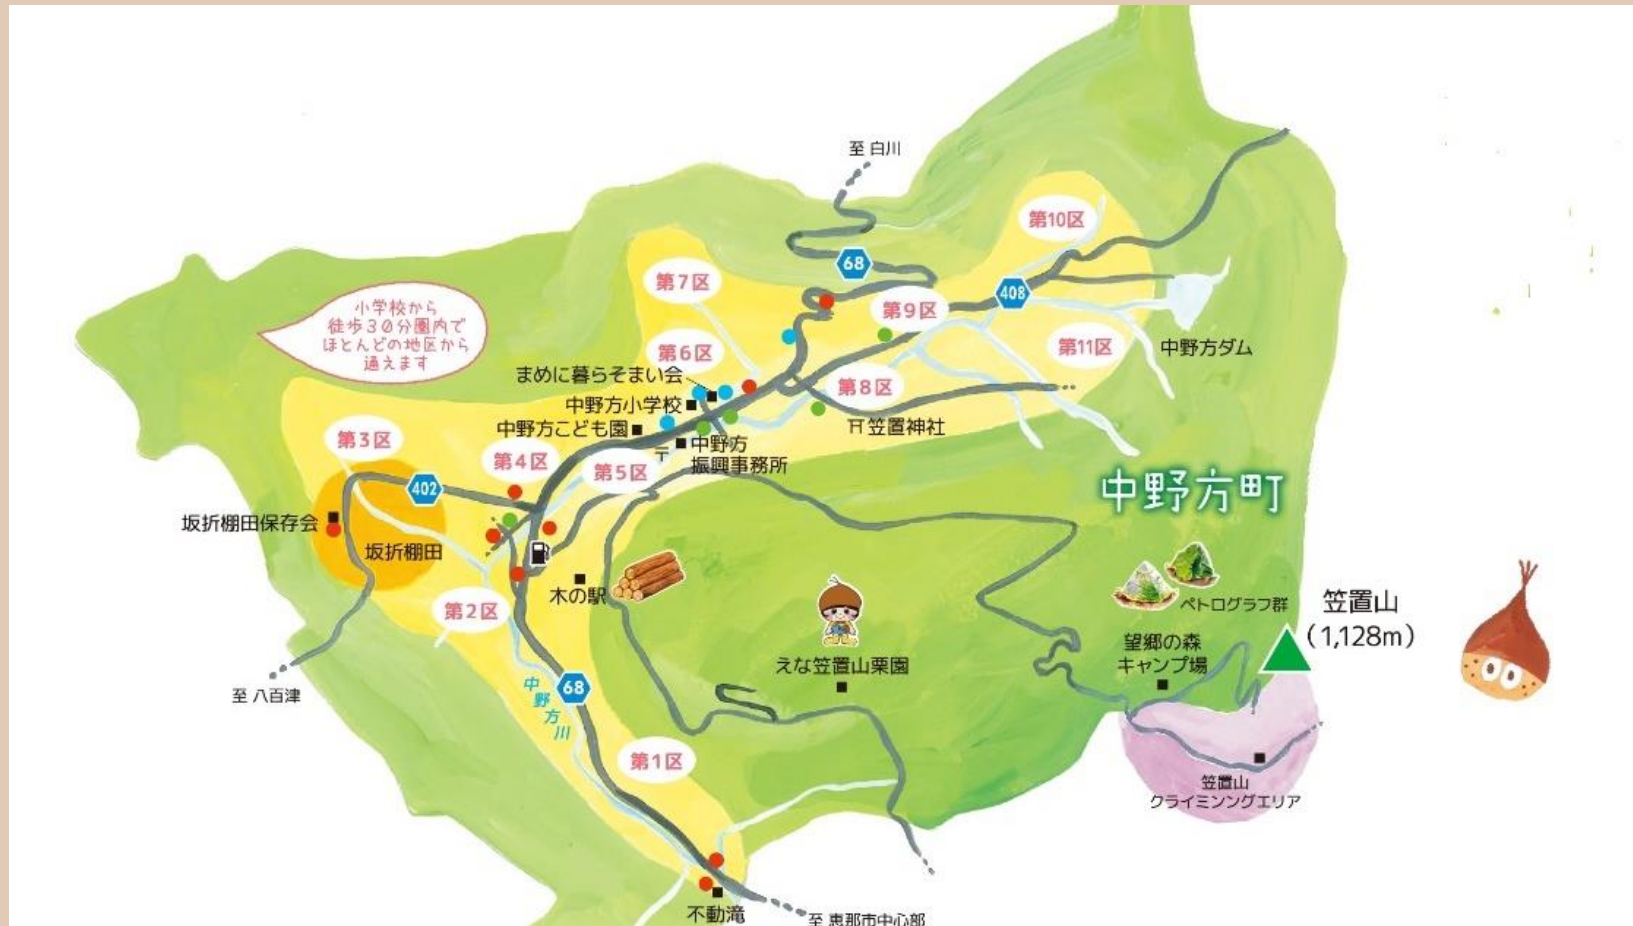 至 白川
第10区
68
408
第7区
第9区
小学校から
徒歩30分圏内で
ほとんどの地区から
通えます
第6区
第11区
中野方ダム
まめに暮らそまい会
第8区
中野方小学校
中野方こども園
笠置神社
第3区
〒
中野方
振興事務所
第4区
第5区
402
中野方町
坂折棚田保存会
坂折棚田
木の駅
第2区
ペトログラフ群
笠置山
(1,128m)
望郷の森
キャンプ場
えな笠置山栗園
至 八百津
68
中野方川
第1区
笠置山
クライミンングエリア
不動滝
至 恵那市中心部